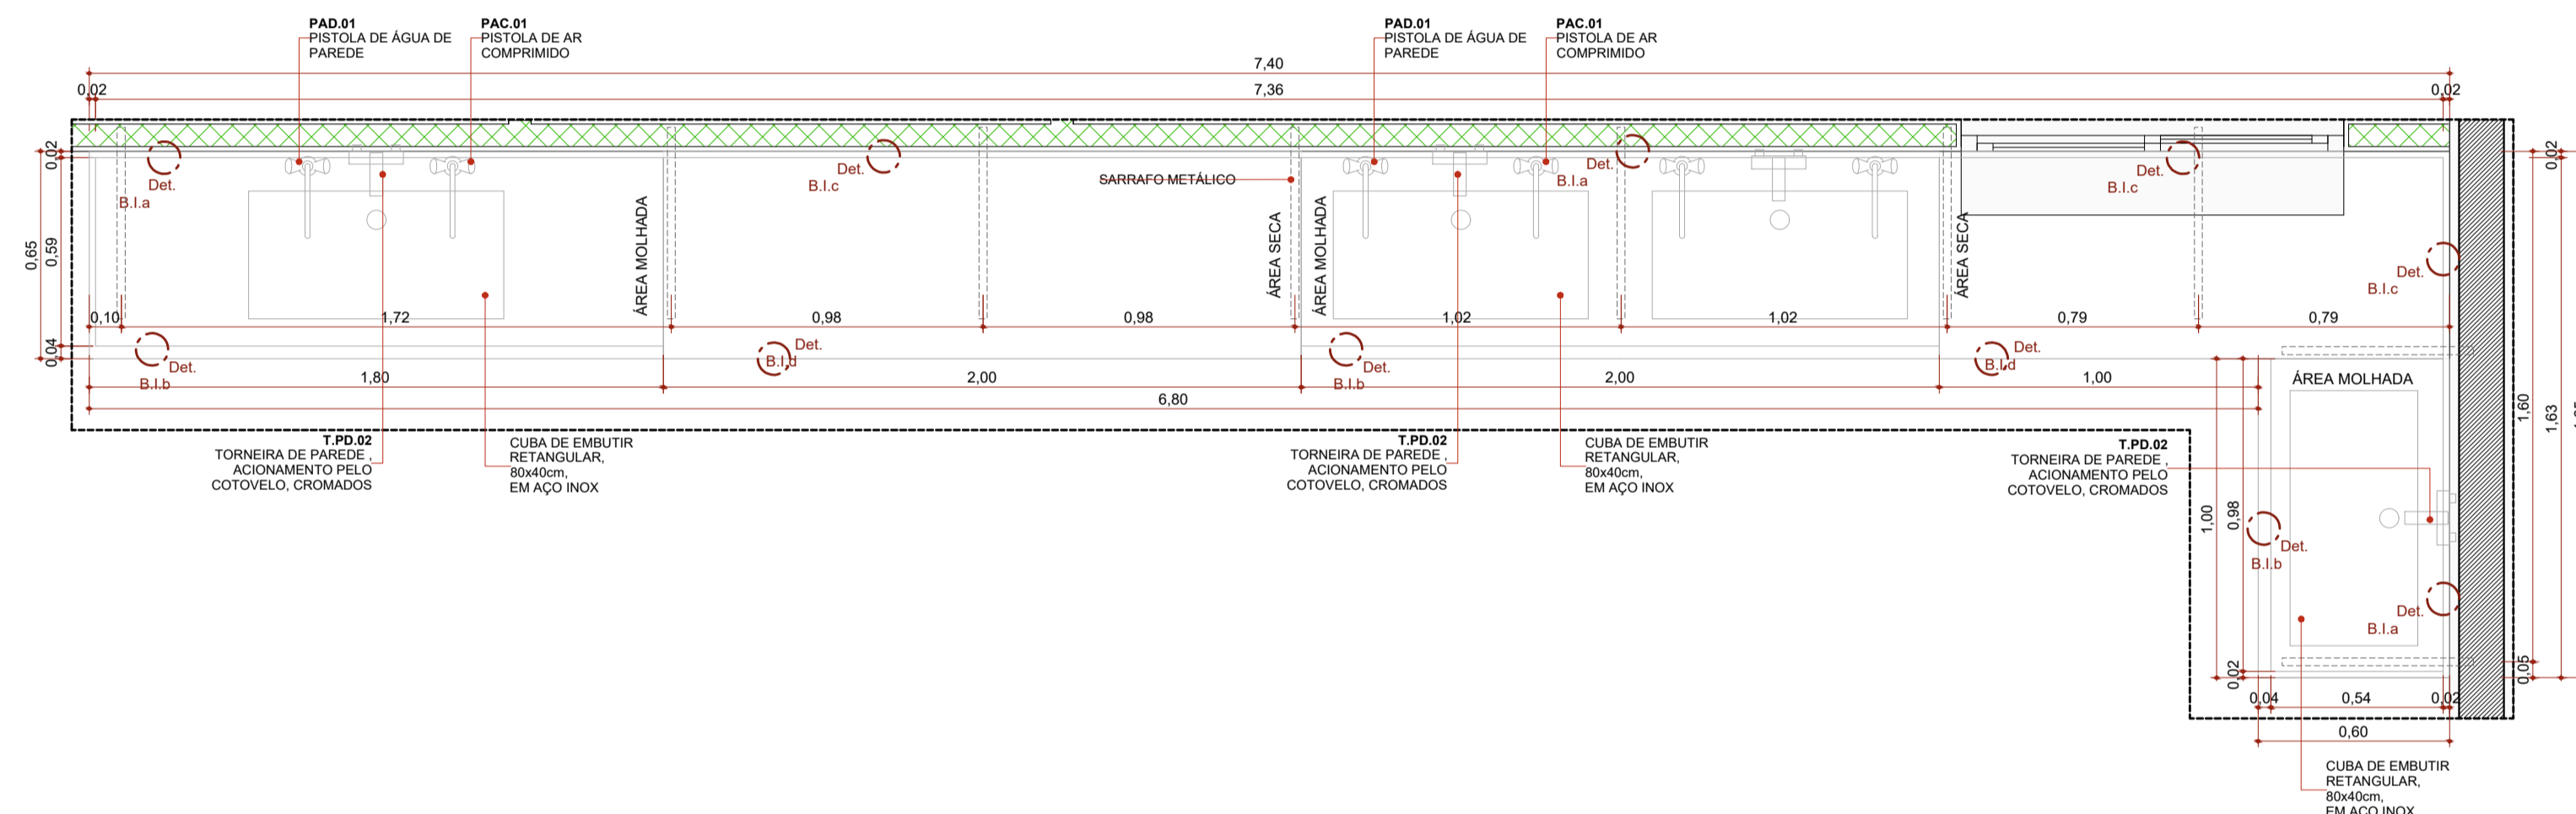 PAD.01
PISTOLA DE ÁGUA DE
PAREDE
PAC.01
PISTOLA DE AR
COMPRIMIDO
PAD.01
PISTOLA DE ÁGUA DE
PAREDE
PAC.01
PISTOLA DE AR
COMPRIMIDO
7,40
0,02
7,36
0,02
0,02
0,65
0,59
0,04
Det.
B.I.a
Det.
B.I.c
SARRAFO METÁLICO
Det.
B.I.a
Det.
B.I.c
Det.
B.I.c
0,02
ÁREA MOLHADA
ÁREA SECA
ÁREA MOLHADA
ÁREA SECA
0,10
1,72
0,98
0,98
1,02
1,02
0,79
0,79
Det.
B.I.b
Det.
B.I.d
Det.
B.I.b
Det.
B.I.d
1,80
2,00
2,00
1,00
6,80
ÁREA MOLHADA
1,60
1,63
T.PD.02
TORNEIRA DE PAREDE ,
ACIONAMENTO PELO
COTOVELO, CROMADOS
CUBA DE EMBUTIR
RETANGULAR,
80x40cm,
EM AÇO INOX
T.PD.02
TORNEIRA DE PAREDE ,
ACIONAMENTO PELO
COTOVELO, CROMADOS
CUBA DE EMBUTIR
RETANGULAR,
80x40cm,
EM AÇO INOX
T.PD.02
TORNEIRA DE PAREDE ,
ACIONAMENTO PELO
COTOVELO, CROMADOS
1,00
0,98
Det.
B.I.b
Det.
B.I.a
0,02
0,05
0,04
0,54
0,02
0,60
CUBA DE EMBUTIR
RETANGULAR,
80x40cm,
EM AÇO INOX